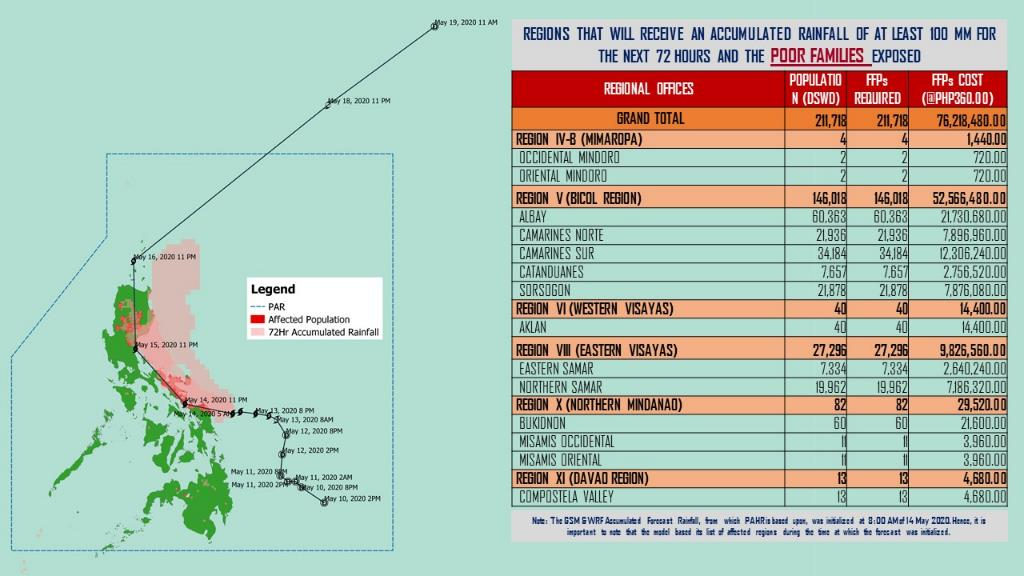 May 19, 2020 11 AM
May 18, 2020 11 PM
May 16, 2020 11 PM
May 15, 2020 11 PM
May 14, 2020 11 PM
May 14, 2020 5 AM
May 13, 2020 8 PM
May 13, 2020 8AM
May 12, 2020 8PM
May 12, 2020 2PM
May 11, 2020 8PM
May 11, 2020 2AM
May 11, 2020 2PM
May 10, 2020 8PM
May 10, 2020 2PM
Legend
PAR
Affected Population
72Hr Accumulated Rainfall
REGIONS THAT WILL RECEIVE AN ACCUMULATED RAINFALL OF AT LEAST 100 MM FOR
THE NEXT 72 HOURS AND THE POOR FAMILIES EXPOSED
REGIONAL OFFICES POPULATIO FFPs FFPs COST
N (DSWD) REQUIRED (@PHP360.00)
GRAND TOTAL 211,718 211,718 76,218,480.00
REGION IV-B (MIMAROPA) 4 4 1,440.00
OCCIDENTAL MINDORO 2 2 720.00
ORIENTAL MINDORO 2 2 720.00
REGION V (BICOL REGION) 146,018 146,018 52,566,480.00
ALBAY 60,363 60,363 21,730,680.00
CAMARINES NORTE 21,936 21,936 7,896,960.00
CAMARINES SUR 34,184 34,184 12,306,240.00
CATANDUANES 7,657 7,657 2,756,520.00
SORSOGON 21,878 21,878 7,876,080.00
REGION VI (WESTERN VISAYAS) 40 40 14,400.00
AKLAN 40 40 14,400.00
REGION VIII (EASTERN VISAYAS) 27,296 27,296 9,826,560.00
EASTERN SAMAR 7,334 7,334 2,640,240.00
NORTHERN SAMAR 19,962 19,962 7,186,320.00
REGION X (NORTHERN MINDANAO) 82 82 29,520.00
BUKIDNON 60 60 21,600.00
MISAMIS OCCIDENTAL 11 11 3,960.00
MISAMIS ORIENTAL 11 11 3,960.00
REGION XI (DAVAO REGION) 13 13 4,680.00
COMPOSTELA VALLEY 13 13 4,680.00
Note: The GSM & WRF Accumulated Forecast Rainfall, from which PAHR is based upon, was initialized at 8:00 AM of 14 May 2020. Hence, it is
important to note that the model based its list of affected regions during the time at which the forecast was initialized.